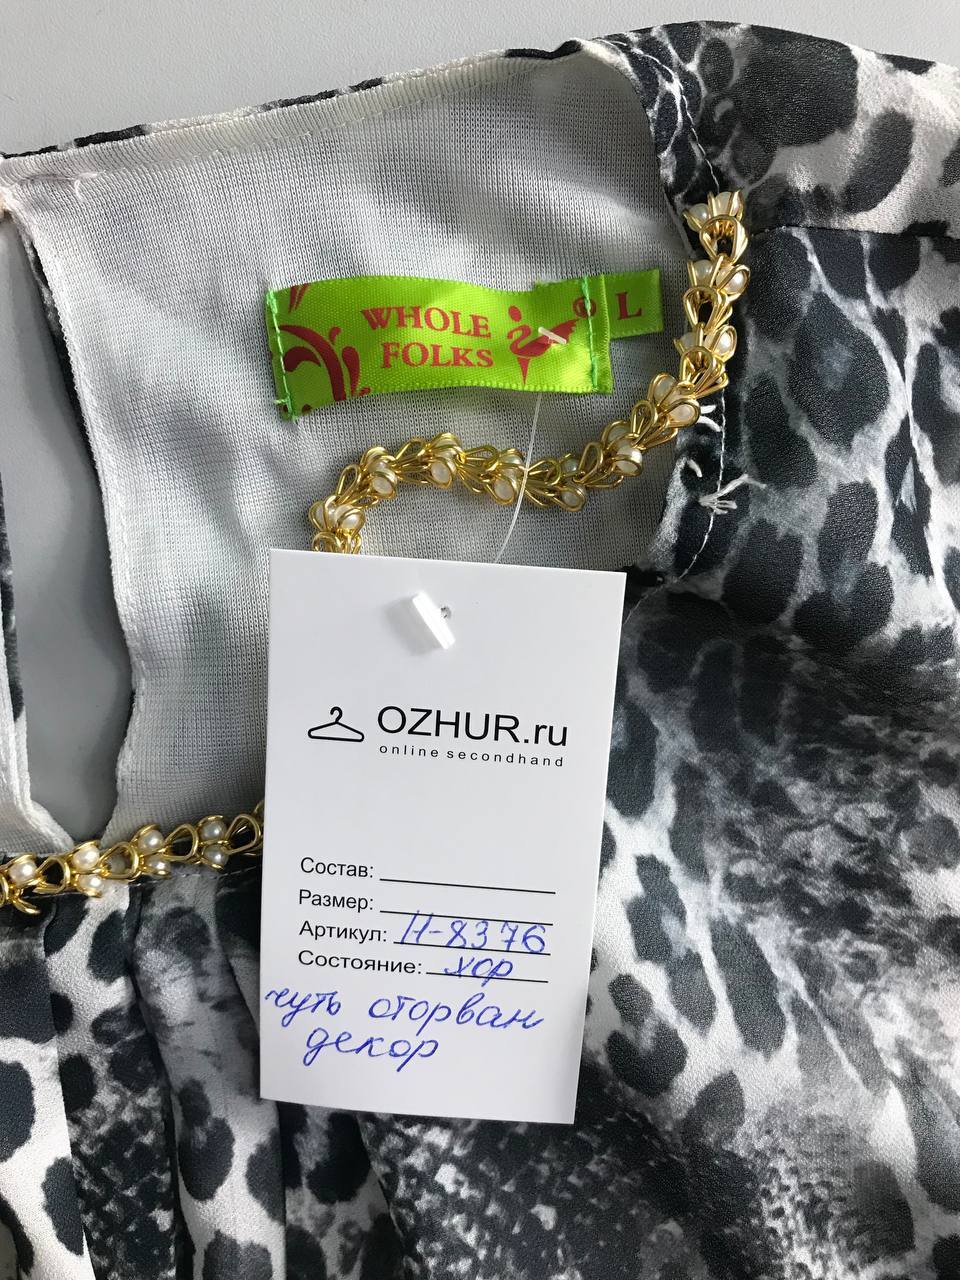 WHOLE
FOLKS
®
L
OZHUR.ru
online secondhand
Состав:
Размер:
Артикул: Н-8376
Состояние: хор
чуть оторван
декор